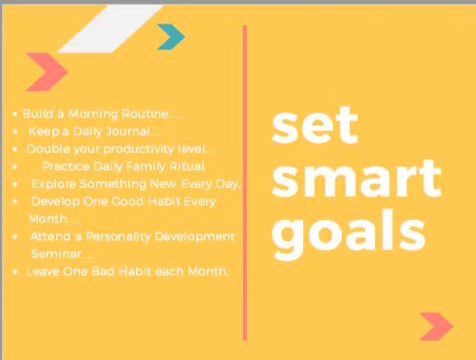 Build a Morning Routine. ...
Keep a Daily Journal. ...
Double your productivity level. ...
Practice Daily Family Ritual.
Explore Something New Every Day.
Develop One Good Habit Every
Month. ...
Attend a Personality Development
Seminar. ...
Leave One Bad Habit each Month.
set
smart
goals